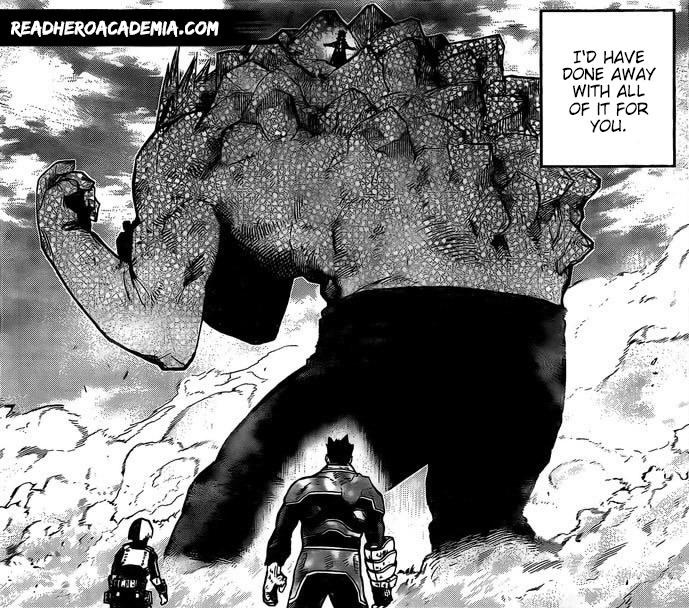 READHEROACADEMIA.COM
I'D HAVE
DONE AWAY
WITH ALL
OF IT FOR
YOU.